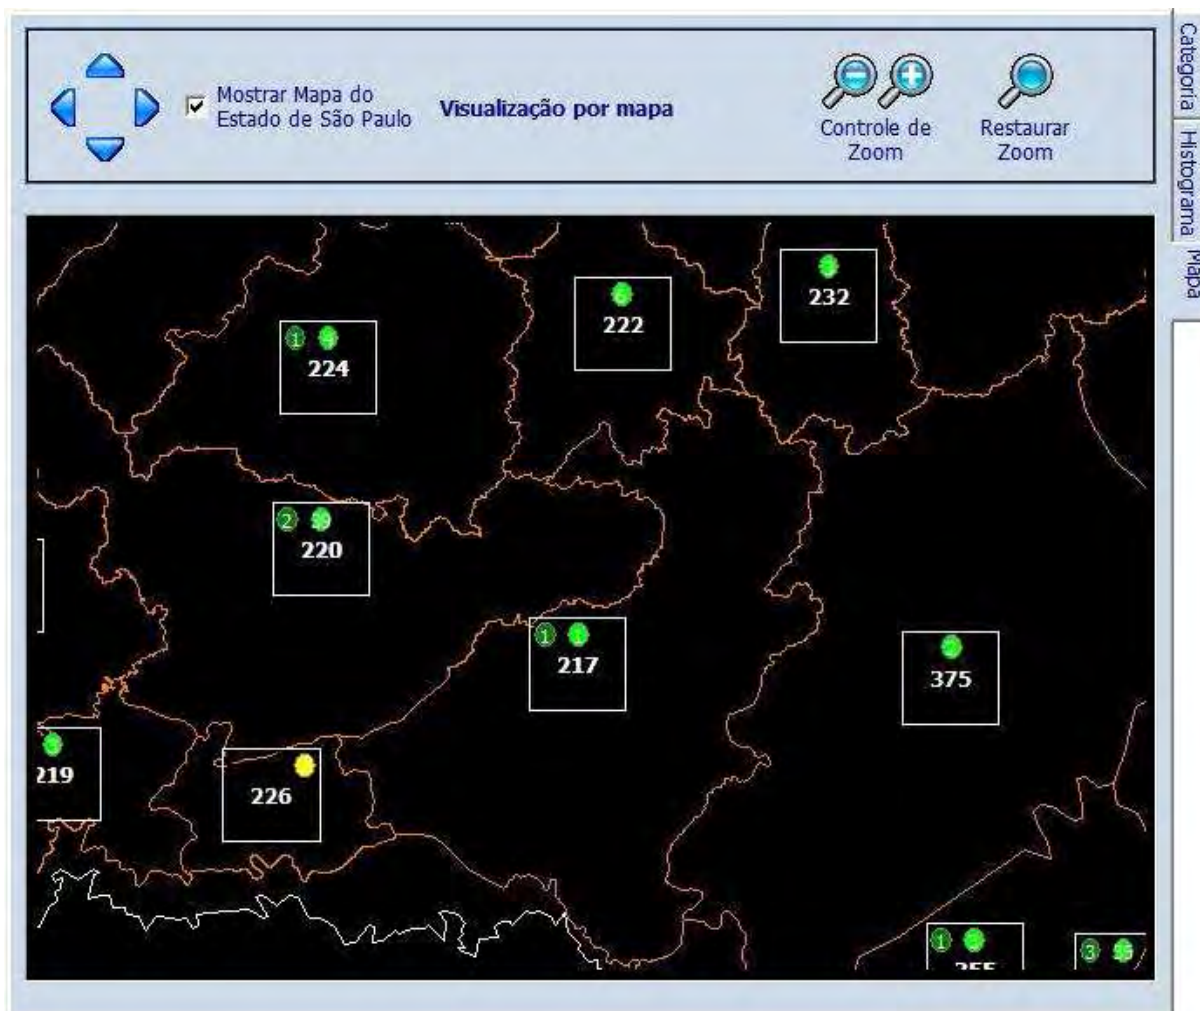 Mostrar Mapa do
Estado de São Paulo
Visualização por mapa
Controle de
Zoom
Restaurar
Zoom
Categoria
Histograma
Mapa
232
222
1
224
2
220
1
217
375
219
226
1
3